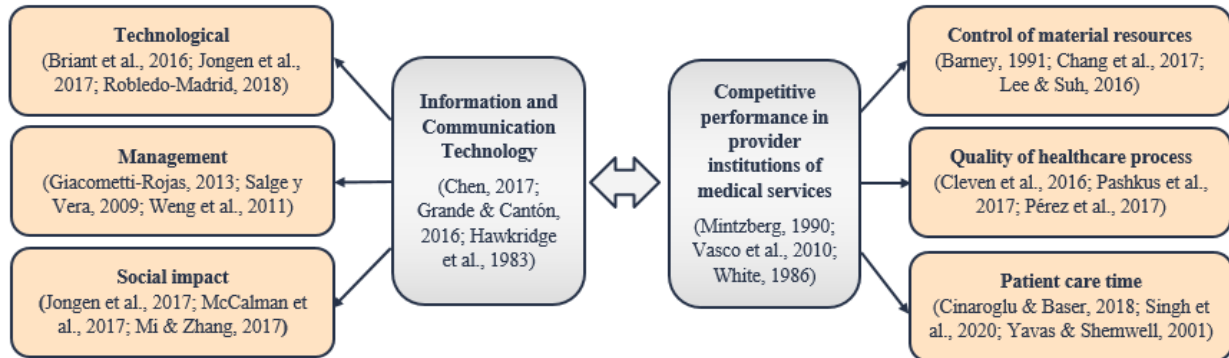 Technological
(Briant et al., 2016; Jongen et al.,
2017; Robledo-Madrid, 2018)
Management
(Giacometti-Rojas, 2013; Salge y
Vera, 2009; Weng et al., 2011)
Social impact
(Jongen et al., 2017; McCalman et
al., 2017; Mi & Zhang, 2017)
Information and
Communication
Technology
(Chen, 2017;
Grande & Cantón,
2016; Hawkridge
et al., 1983)
Competitive
performance in
provider
institutions of
medical services
(Mintzberg, 1990;
Vasco et al., 2010;
White, 1986)
Control of material resources
(Barney, 1991; Chang et al., 2017;
Lee & Suh, 2016)
Quality of healthcare process
(Cleven et al., 2016; Pashkus et al.,
2017; Pérez et al., 2017)
Patient care time
(Cinaroglu & Baser, 2018; Singh et
al., 2020; Yavas & Shemwell, 2001)